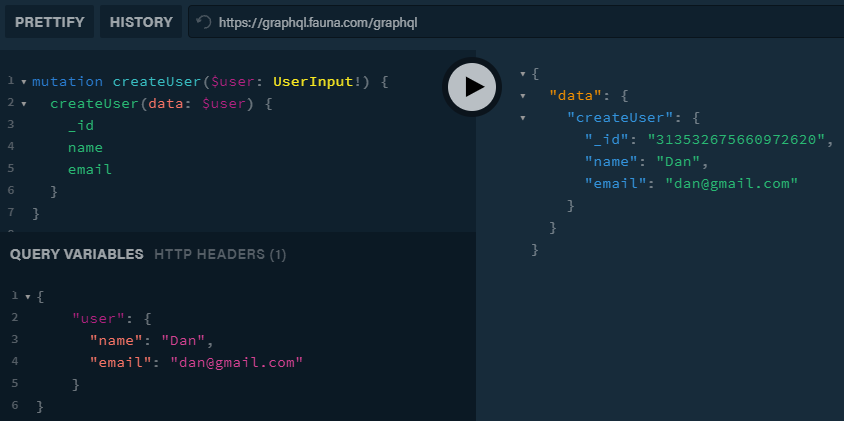 PRETTIFY HISTORY https://graphql.fauna.com/graphql
1 mutation createUser($user: UserInput!) {
2 createUser(data: $user) {
3 _id
4 name
5 email
6 }
7 }
QUERY VARIABLES HTTP HEADERS (1)
1 {
2 "user": {
3 "name": "Dan",
4 "email": "dan@gmail.com"
5 }
6 }
{
"data": {
"createUser": {
"_id": "313532675660972620",
"name": "Dan",
"email": "dan@gmail.com"
}
}
}